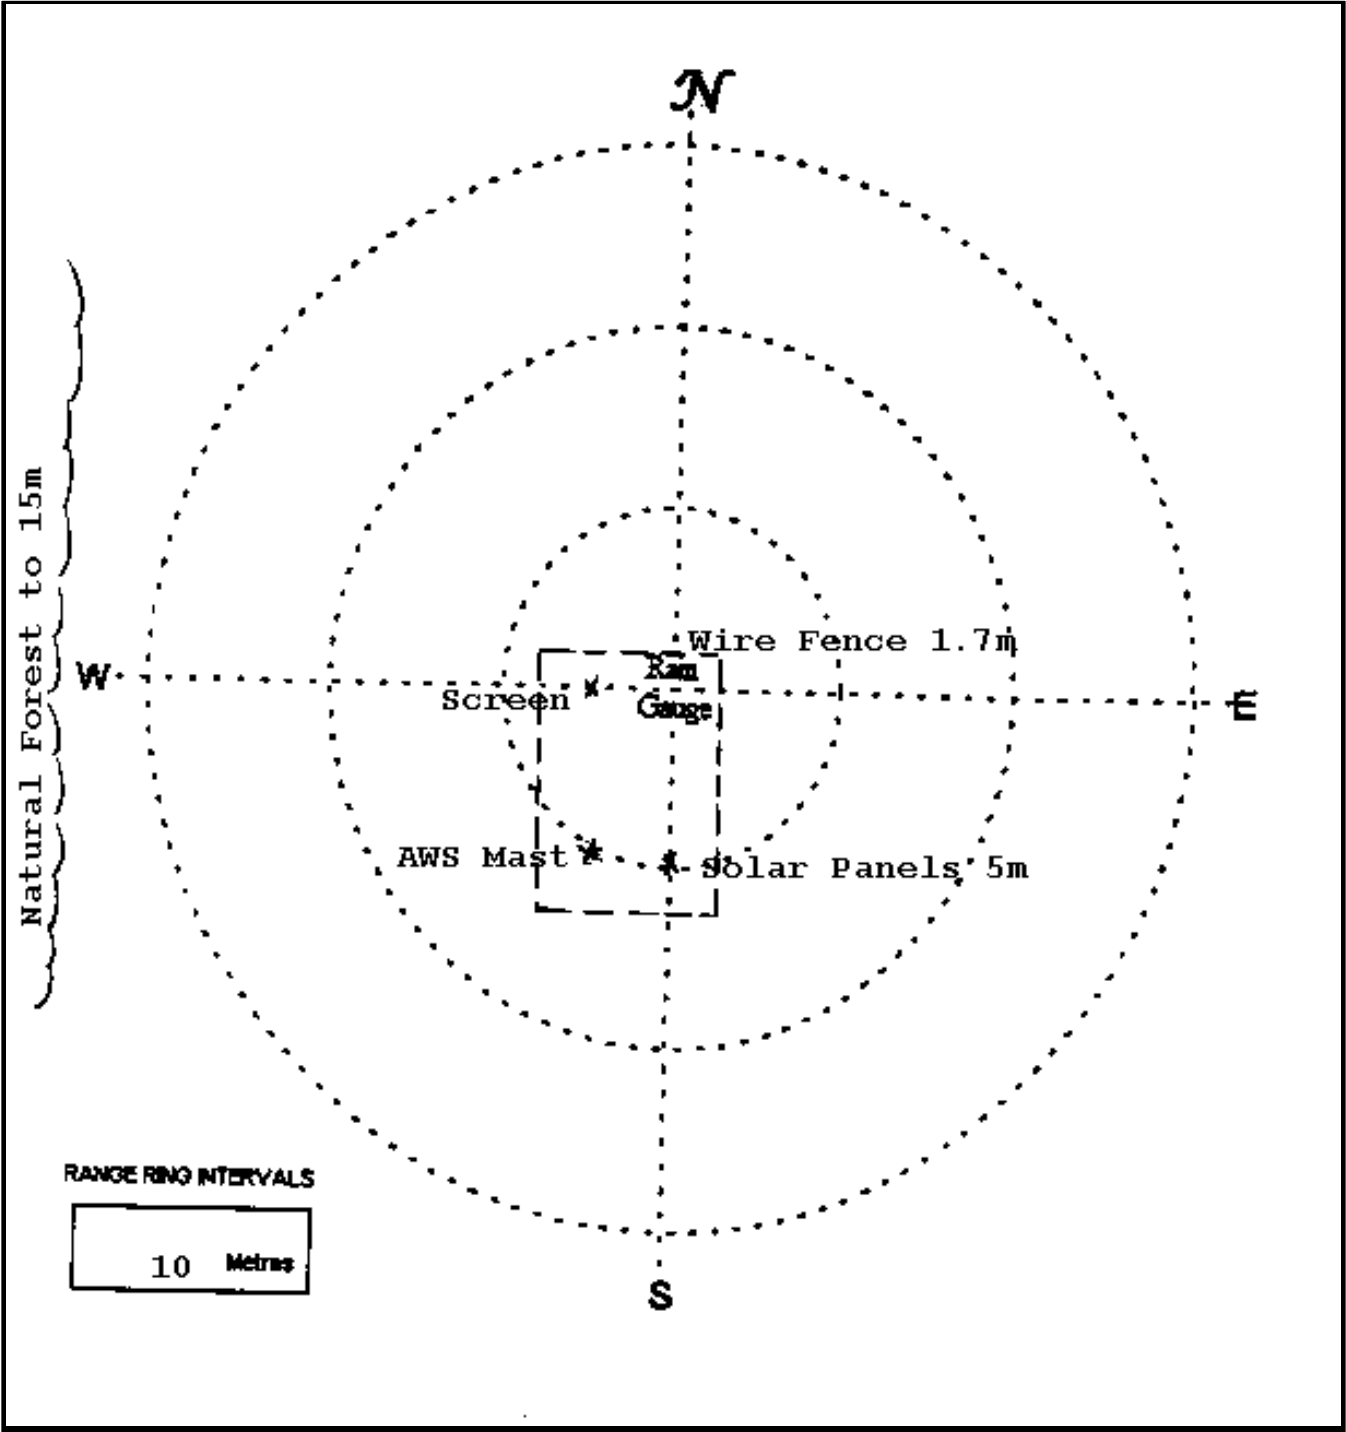 N
Natural Forest to 15m
Wire Fence 1.7m
Rain
Gauge
W
Screen
E
AWS Mast
Solar Panels 5m
RANGE RING INTERVALS
10 Metres
S